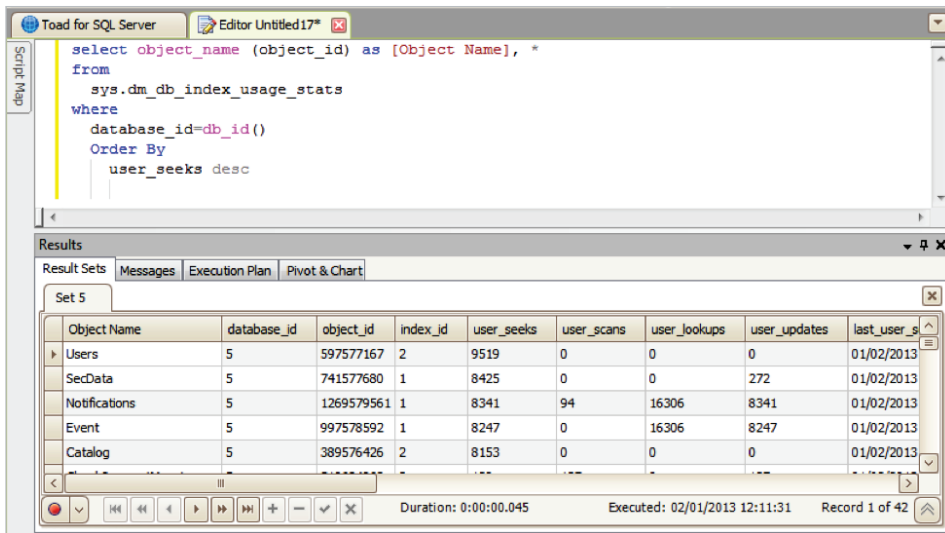 Toad for SQL Server
Editor Untitled17*
Script Map
select object_name (object_id) as [Object Name], *
from
sys.dm_db_index_usage_stats
where
database_id=db_id()
Order By
user_seeks desc
Results
Result Sets Messages Execution Plan Pivot & Chart
Set 5
Object Name database_id object_id index_id user_seeks user_scans user_lookups user_updates last_user_s
Users 5 597577167 2 9519 0 0 0 01/02/2013
SecData 5 741577680 1 8425 0 0 272 01/02/2013
Notifications 5 1269579561 1 8341 94 16306 8341 01/02/2013
Event 5 997578592 1 8247 0 16306 8247 01/02/2013
Catalog 5 389576426 2 8153 0 0 0 01/02/2013
Duration: 0:00:00.045 Executed: 02/01/2013 12:11:31 Record 1 of 42